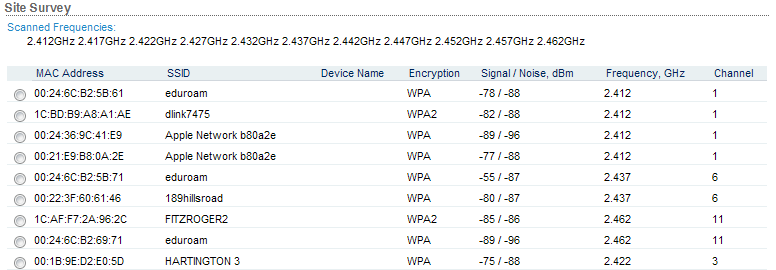 Site Survey
Scanned Frequencies:
2.412GHz 2.417GHz 2.422GHz 2.427GHz 2.432GHz 2.437GHz 2.442GHz 2.447GHz 2.452GHz 2.457GHz 2.462GHz
MAC Address SSID Device Name Encryption Signal / Noise, dBm Frequency, GHz Channel
00:24:6C:B2:5B:61 eduroam WPA -78 / -88 2.412 1
1C:BD:B9:A8:A1:AE dlink7475 WPA2 -82 / -88 2.412 1
00:24:36:9C:41:E9 Apple Network b80a2e WPA -89 / -96 2.412 1
00:21:E9:B8:0A:2E Apple Network b80a2e WPA -77 / -88 2.412 1
00:24:6C:B2:5B:71 eduroam WPA -55 / -87 2.437 6
00:22:3F:60:61:46 189hillsroad WPA -80 / -87 2.437 6
1C:AF:F7:2A:96:2C FITZROGER2 WPA2 -85 / -86 2.462 11
00:24:6C:B2:69:71 eduroam WPA -89 / -96 2.462 11
00:1B:9E:D2:E0:5D HARTINGTON 3 WPA -75 / -88 2.422 3